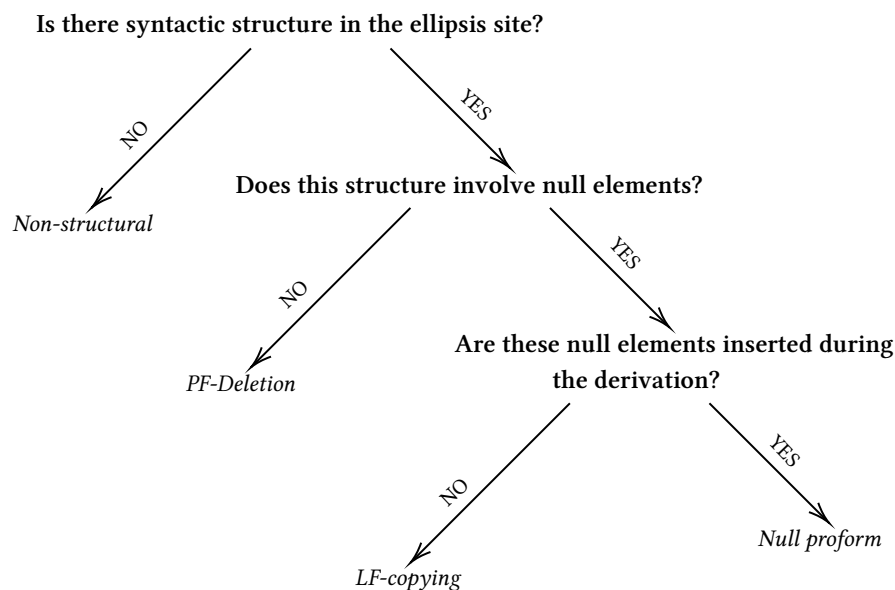 Is there syntactic structure in the ellipsis site?
NO
YES
Non-structural
Does this structure involve null elements?
NO
YES
PF-Deletion
Are these null elements inserted during
the derivation?
NO
YES
LF-copying
Null proform